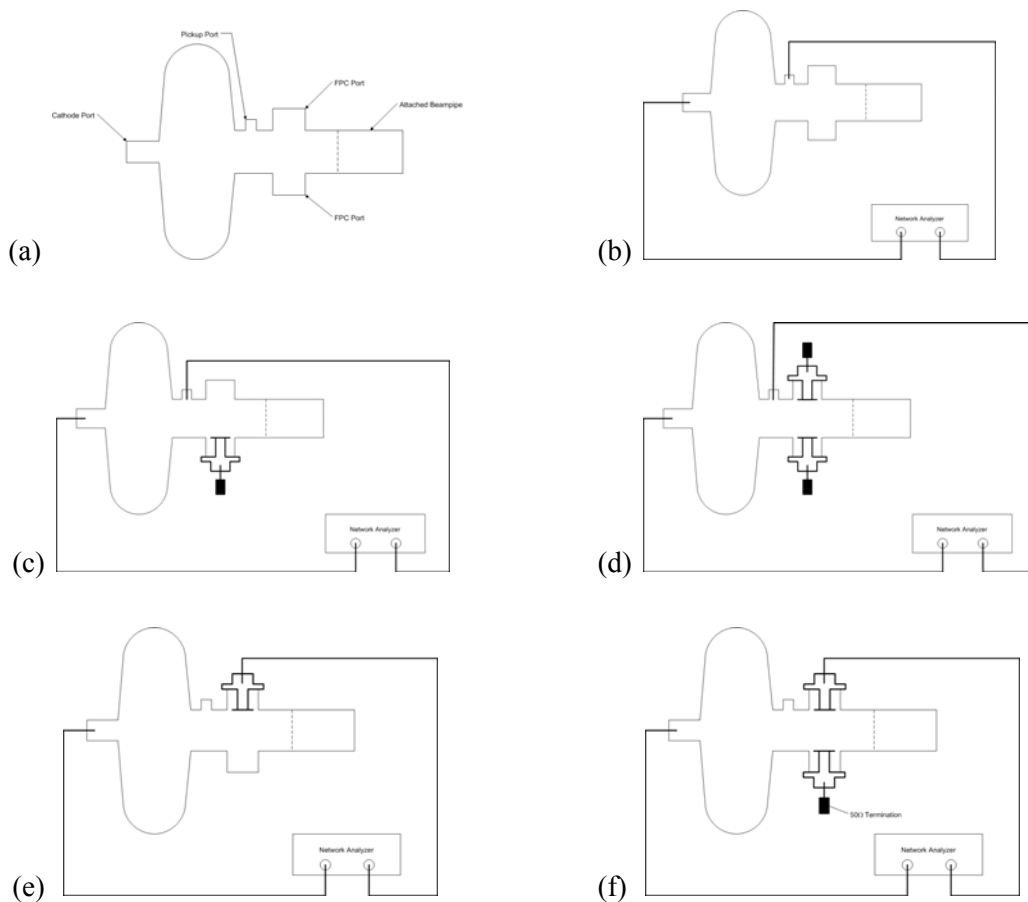 Pickup Port
FPC Port
Attached Beampipe
Cathode Port
FPC Port
(a)
Network Analyzer
(b)
Network Analyzer
(c)
Network Analyzer
(d)
Network Analyzer
(e)
50Ω Termination
Network Analyzer
(f)